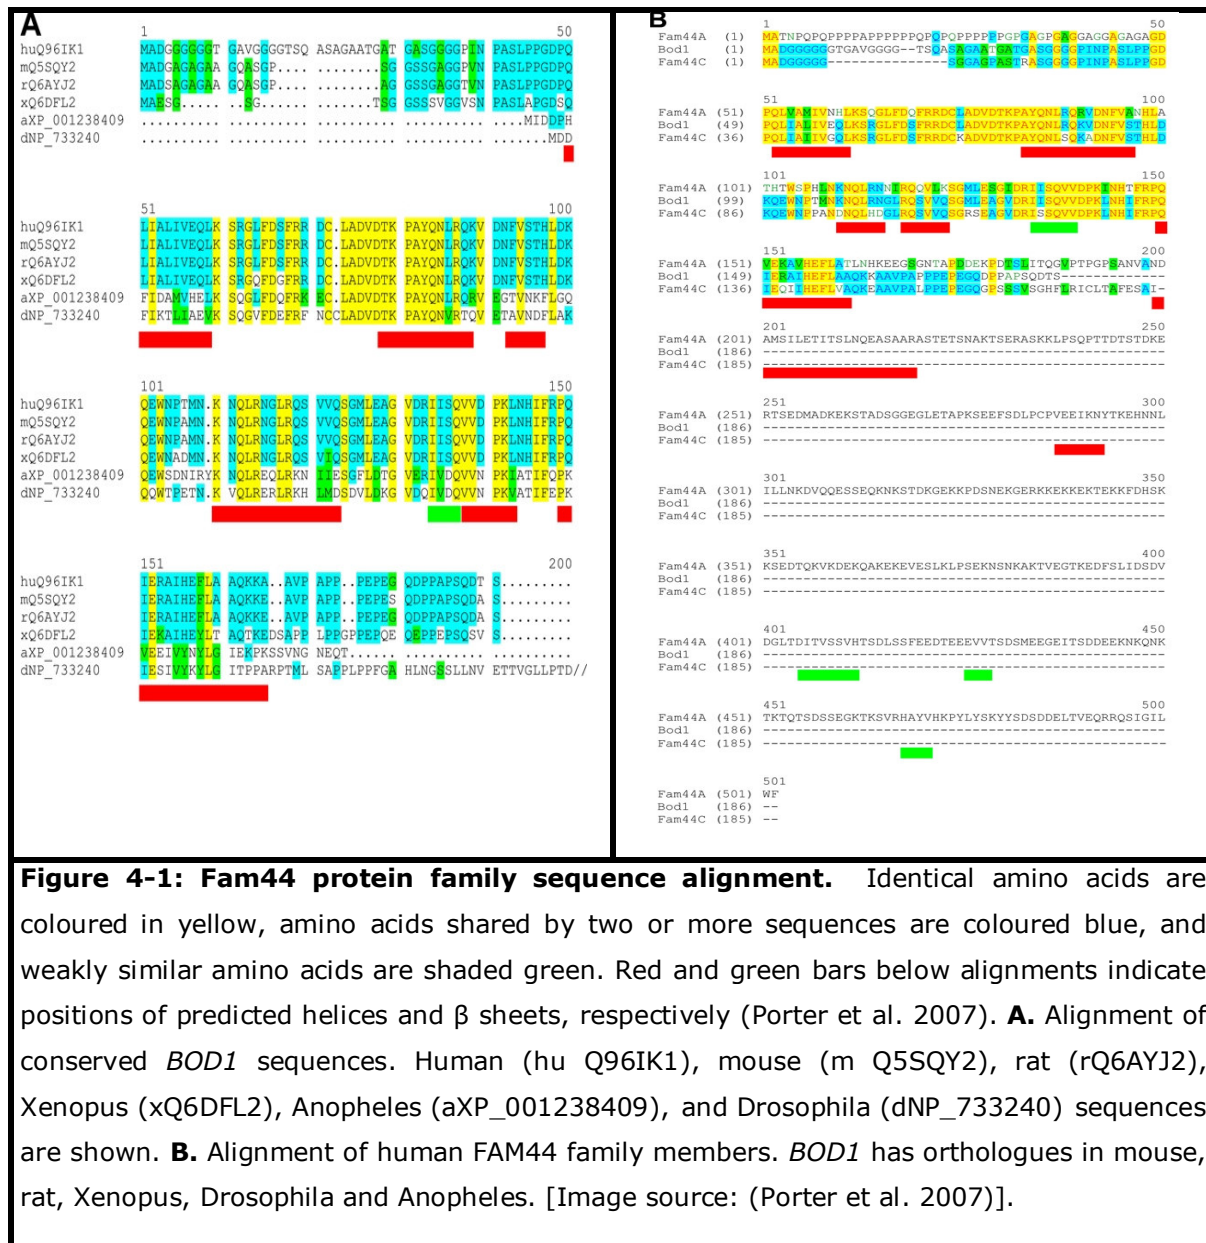 A
1 50
huQ96IK1 MADGGGGGGT GAVGGGGTSQ ASAGAATGAT GASGGGGPIN PASLPPGDPQ
mQ5SQY2 MADGAGAGAA GQASGP.... .........SG GGSSGAGGPVN PASLPPGDPQ
rQ6AYJ2 MADSAGAGAA GQASGP.... .........SG GGSSGAGGTVN PASLPPGDPQ
xQ6DFL2 MAESG..... ...SG..... .......TSG GSSSVGGVSN PASLAPGDSQ
aXP_001238409 .......... .......... .......... .......... .....MIDDPH
dNP_733240 .......... .......... .......... .......... .......MDD
51 100
huQ96IK1 LIALIVEQLK SRGLFDSFRR DC.LADVDTK PAYQNLRQKV DNFVSTHLDK
mQ5SQY2 LIALIVEQLK SRGLFDSFRR DC.LADVDTK PAYQNLRQKV DNFVSTHLDK
rQ6AYJ2 LIALIVEQLK SRGLFDSFRR DC.LADVDTK PAYQNLRQKV DNFVSTHLDK
xQ6DFL2 LIALIVEQLK SRGQFDGFRR DC.LADVDTK PAYQNLRQKV DNFVSTHLDK
aXP_001238409 FIDAMVHELK SQGLFDQFRK EC.LADVDTK PAYQNLRQRV EGTVNKFLGQ
dNP_733240 FIKTLIAEVK SQGVFDEFRF NCCLADVDTK PAYQNVRTQV ETAVNDFLAK
101 150
huQ96IK1 QEWNPTMN.K NQLRNGLRQS VVQSGMLEAG VDRIISQVVD PKLNHIFRPQ
mQ5SQY2 QEWNPAMN.K NQLRNGLRQS VVQSGMLEAG VDRIISQVVD PKLNHIFRPQ
rQ6AYJ2 QEWNPAMN.K NQLRNGLRQS VVQSGMLEAG VDRIISQVVD PKLNHIFRPQ
xQ6DFL2 QEWNADMN.K NQLRNGLRQS VIQSGMLEAG VDRIISQVVD PKLNHIFRPQ
aXP_001238409 QEWSDNIRYK NQLREQLRKN IIESGFLDTG VERIVDQVVN PKIATIFQPK
dNP_733240 QQWTPETN.K VQLRERLRKH LMDSDVLDKG VDQIVDQVVN PKVATIFEPK
151 200
huQ96IK1 IERAIHEFLA AQKKA..AVP APP..PEPEG QDPPAPSQDT S.........
mQ5SQY2 IERAIHEFLA AQKKE..AVP APP..PEPES QDPPAPSQDA S.........
rQ6AYJ2 IERAIHEFLA AQKKE..AVP APP..PEPEG QDPPAPSQDA S.........
xQ6DFL2 IEKAIHEYLT AQTKEDSAPP LPPGPPEPQE QEPPEPSQSV S.........
aXP_001238409 VEEIVYNYLG IEKPKSSVNG NEQT...... .......... ..........
dNP_733240 IESIVYKYLG ITPPARPTML SAPPLPPFGA HLNGSSLLNV ETTVGLLPTD//
B
1 50
Fam44A (1) MATNPQPQPPPPAPPPPPPQPQPQPPPPPPGPGAGPGAGGAGGAGAGAGD
Bod1 (1) MADGGGGGGTGAVGGGG--TSQASAGAATGATGASGGGGPINPASLPPGD
Fam44C (1) MADGGGGG---------------SGGAGPASTRASGGGGPINPASLPPGD
51 100
Fam44A (51) PQLVAMIVNHLKSQGLFDQFRRDCLADVDTKPAYQNLRQRVDNFVANHLA
Bod1 (49) PQLIALIVEQLKSRGLFDSFRRDCLADVDTKPAYQNLRQKVDNFVSTHLD
Fam44C (36) PQLIALIVGQLKSRGLFDSFRRDCKADVDTKPAYQNLSQKADNFVSTHLD
101 150
Fam44A (101) THTWSPHLNKNQLRNNIRQQVLKSGMLESGIDRIISQVVDPKINHTFRPQ
Bod1 (99) KQEWNPTMNKNQLRNGLRQSVVQSGMLEAGVDRIISQVVDPKLNHIFRPQ
Fam44C (86) KQEWNPPANDNQLHDGLRQSVVQSGRSEAGVDRISSQVVDPKLNHIFRPQ
151 200
Fam44A (151) VEKAVHEFLATLNHKEEGSGNTAPDDEKPDTSLITQGVPTPGPSANVAND
Bod1 (149) IERAIHEFLAAQKKAAVPAPPPEPEGQDPPAPSQDTS-------------
Fam44C (136) IEQIIHEFLVAQKEAAVPALPPEPEGQGPSSSVSGHFLRICLTAFESAI-
201 250
Fam44A (201) AMSILETITSLNQEASAARASTETSNAKTSERASKKLPSQPTTDTSTDKE
Bod1 (186) --------------------------------------------------
Fam44C (185) --------------------------------------------------
251 300
Fam44A (251) RTSEDMADKEKSTADSGGEGLETAPKSEEFSDLPCPVEEIKNYTKEHNNL
Bod1 (186) --------------------------------------------------
Fam44C (185) --------------------------------------------------
301 350
Fam44A (301) ILLNKDVQQESSEQKNKSTDKGEKKPDSNEKGERKKEKKEKTEKKFDHSK
Bod1 (186) --------------------------------------------------
Fam44C (185) --------------------------------------------------
351 400
Fam44A (351) KSEDTQKVKDEKQAKEKEVESLKLPSEKNSNKAKTVEGTKEDFSLIDSDV
Bod1 (186) --------------------------------------------------
Fam44C (185) --------------------------------------------------
401 450
Fam44A (401) DGLTDITVSSVHTSDLSSFEEDTEEEVVTSDSMEEGEITSDDEEKNKQNK
Bod1 (186) --------------------------------------------------
Fam44C (185) --------------------------------------------------
451 500
Fam44A (451) TKTQTSDSSEGKTKSVRHAYVHKPYLYSKYYSDSDDELTVEQRRQSIGIL
Bod1 (186) --------------------------------------------------
Fam44C (185) --------------------------------------------------
501
Fam44A (501) WF
Bod1 (186) --
Fam44C (185) --
Figure 4-1: Fam44 protein family sequence alignment. Identical amino acids are
coloured in yellow, amino acids shared by two or more sequences are coloured blue, and
weakly similar amino acids are shaded green. Red and green bars below alignments indicate
positions of predicted helices and β sheets, respectively (Porter et al. 2007). A. Alignment of
conserved BOD1 sequences. Human (hu Q96IK1), mouse (m Q5SQY2), rat (rQ6AYJ2),
Xenopus (xQ6DFL2), Anopheles (aXP_001238409), and Drosophila (dNP_733240) sequences
are shown. B. Alignment of human FAM44 family members. BOD1 has orthologues in mouse,
rat, Xenopus, Drosophila and Anopheles. [Image source: (Porter et al. 2007)].